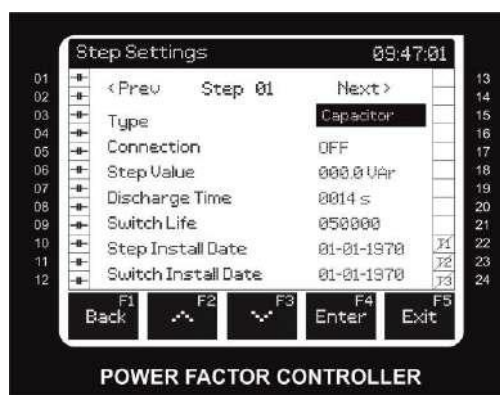 Step Settings 09:47:01
<Prev Step 01 Next>
Type Capacitor
Connection OFF
Step Value 000.0 VAr
Discharge Time 0014 s
Switch Life 050000
Step Install Date 01-01-1970
Switch Install Date 01-01-1970
01
02
03
04
05
06
07
08
09
10
11
12
13
14
15
16
17
18
19
20
21
22
23
24
F1 F2 F3 F4 F5
Back Enter Exit
POWER FACTOR CONTROLLER